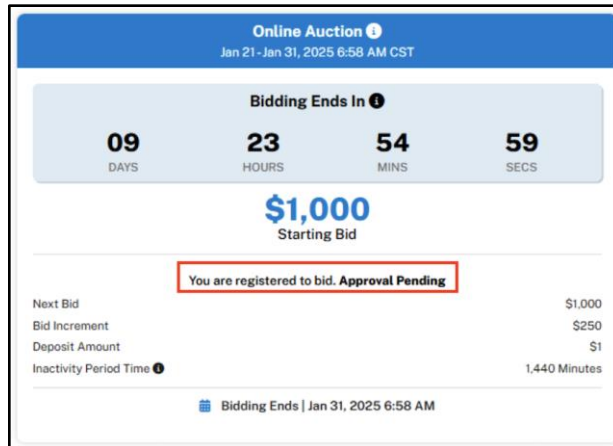 Online Auction
Jan 21 - Jan 31, 2025 6:58 AM CST
Bidding Ends In
09 23 54 59
DAYS HOURS MINS SECS
$1,000
Starting Bid
You are registered to bid. Approval Pending
Next Bid $1,000
Bid Increment $250
Deposit Amount $1
Inactivity Period Time 1,440 Minutes
Bidding Ends | Jan 31, 2025 6:58 AM